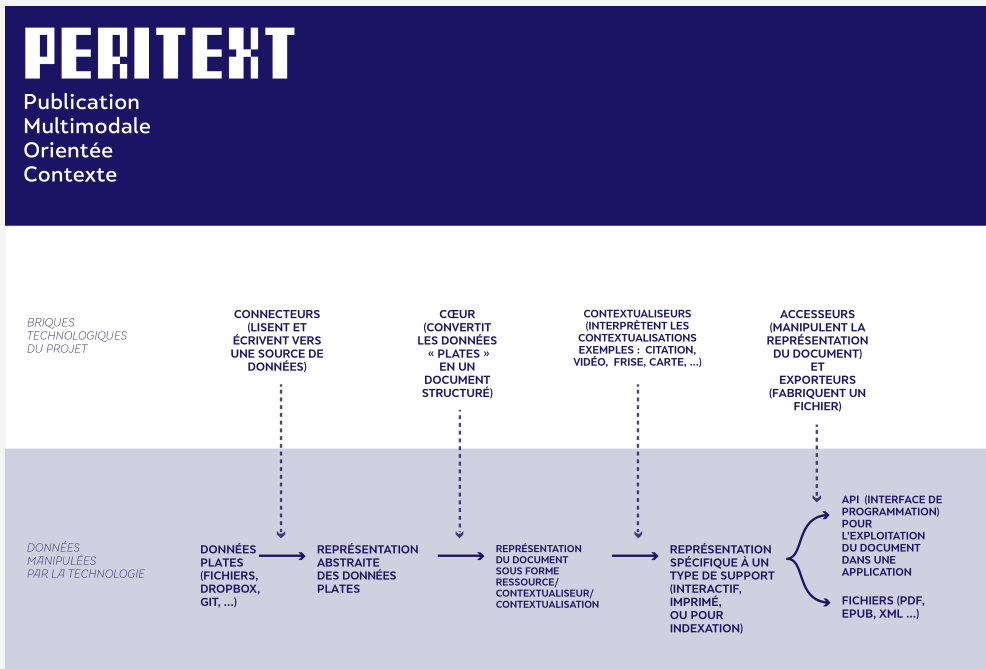 PERITEXT
Publication
Multimodale
Orientée
Contexte
BRIQUES
TECHNOLOGIQUES
DU PROJET
CONNECTEURS
(LISENT ET
ÉCRIVENT VERS
UNE SOURCE DE
DONNÉES)
CŒUR
(CONVERTIT
LES DONNÉES
« PLATES »
EN UN
DOCUMENT
STRUCTURÉ)
CONTEXTUALISEURS
(INTERPRÈTENT LES
CONTEXTUALISATIONS
EXEMPLES : CITATION,
VIDÉO, FRISE, CARTE, ...)
ACCESSEURS
(MANIPULENT LA
REPRÉSENTATION
DU DOCUMENT)
ET
EXPORTEURS
(FABRIQUENT UN
FICHIER)
DONNÉES
MANIPULÉES
PAR LA TECHNOLOGIE
DONNÉES
PLATES
(FICHIERS,
DROPBOX,
GIT, ...)
REPRÉSENTATION
ABSTRAITE
DES DONNÉES
PLATES
REPRÉSENTATION
DU DOCUMENT
SOUS FORME
RESSOURCE/
CONTEXTUALISEUR/
CONTEXTUALISATION
REPRÉSENTATION
SPÉCIFIQUE À UN
TYPE DE SUPPORT
(INTERACTIF,
IMPRIMÉ,
OU POUR
INDEXATION)
API (INTERFACE DE
PROGRAMMATION)
POUR
L'EXPLOITATION
DU DOCUMENT
DANS UNE
APPLICATION
FICHIERS (PDF,
EPUB, XML ...)